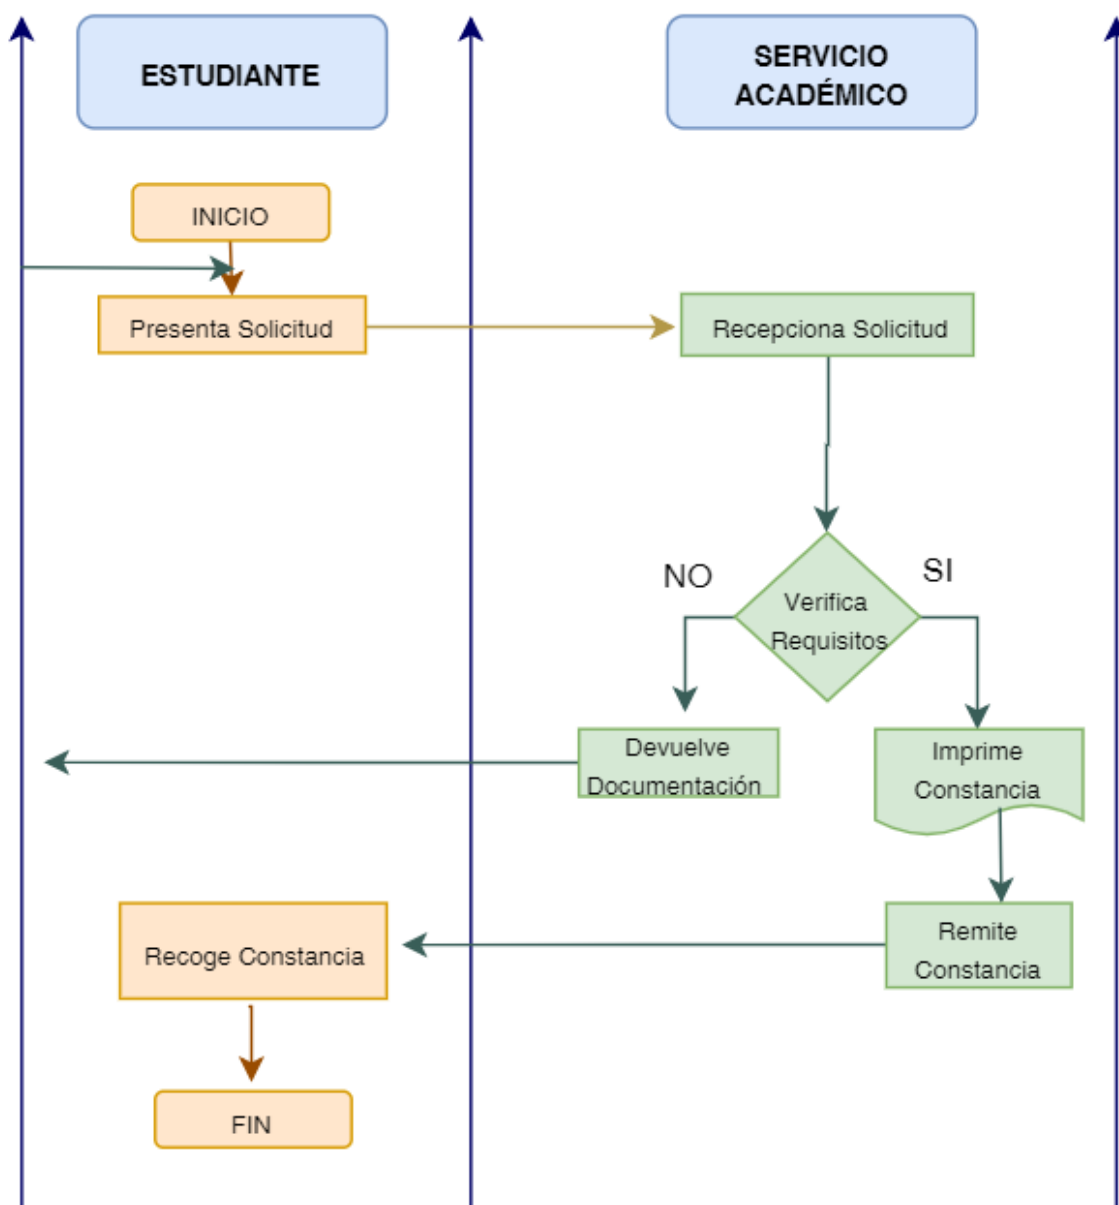 ESTUDIANTE
SERVICIO
ACADÉMICO
INICIO
Presenta Solicitud
Recepciona Solicitud
NO
SI
Verifica
Requisitos
Devuelve
Documentación
Imprime
Constancia
Recoge Constancia
Remite
Constancia
FIN